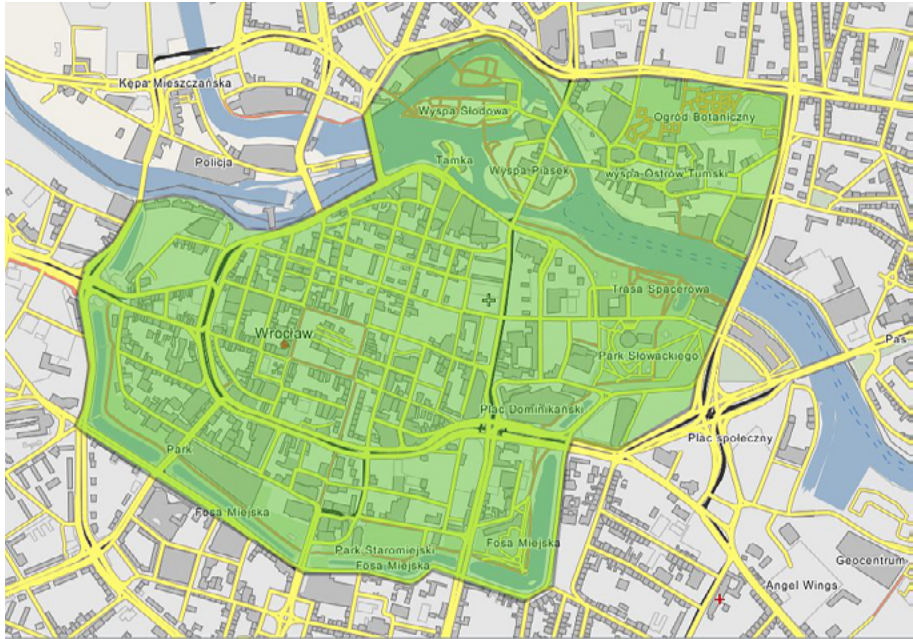 Kępa Mieszczańska
Wyspa Słodowa
Ogród Botaniczny
Policja
Tamka
Wyspa Piasek
wyspa Ostrów Tumski
Trasa Spacerowa
Wrocław
Pas
Park Słowackiego
Plac Dominikański
Plac społeczny
Park
Fosa Miejska
Fosa Miejska
Park Staromiejski
Fosa Miejska
Geocentrum
Angel Wings